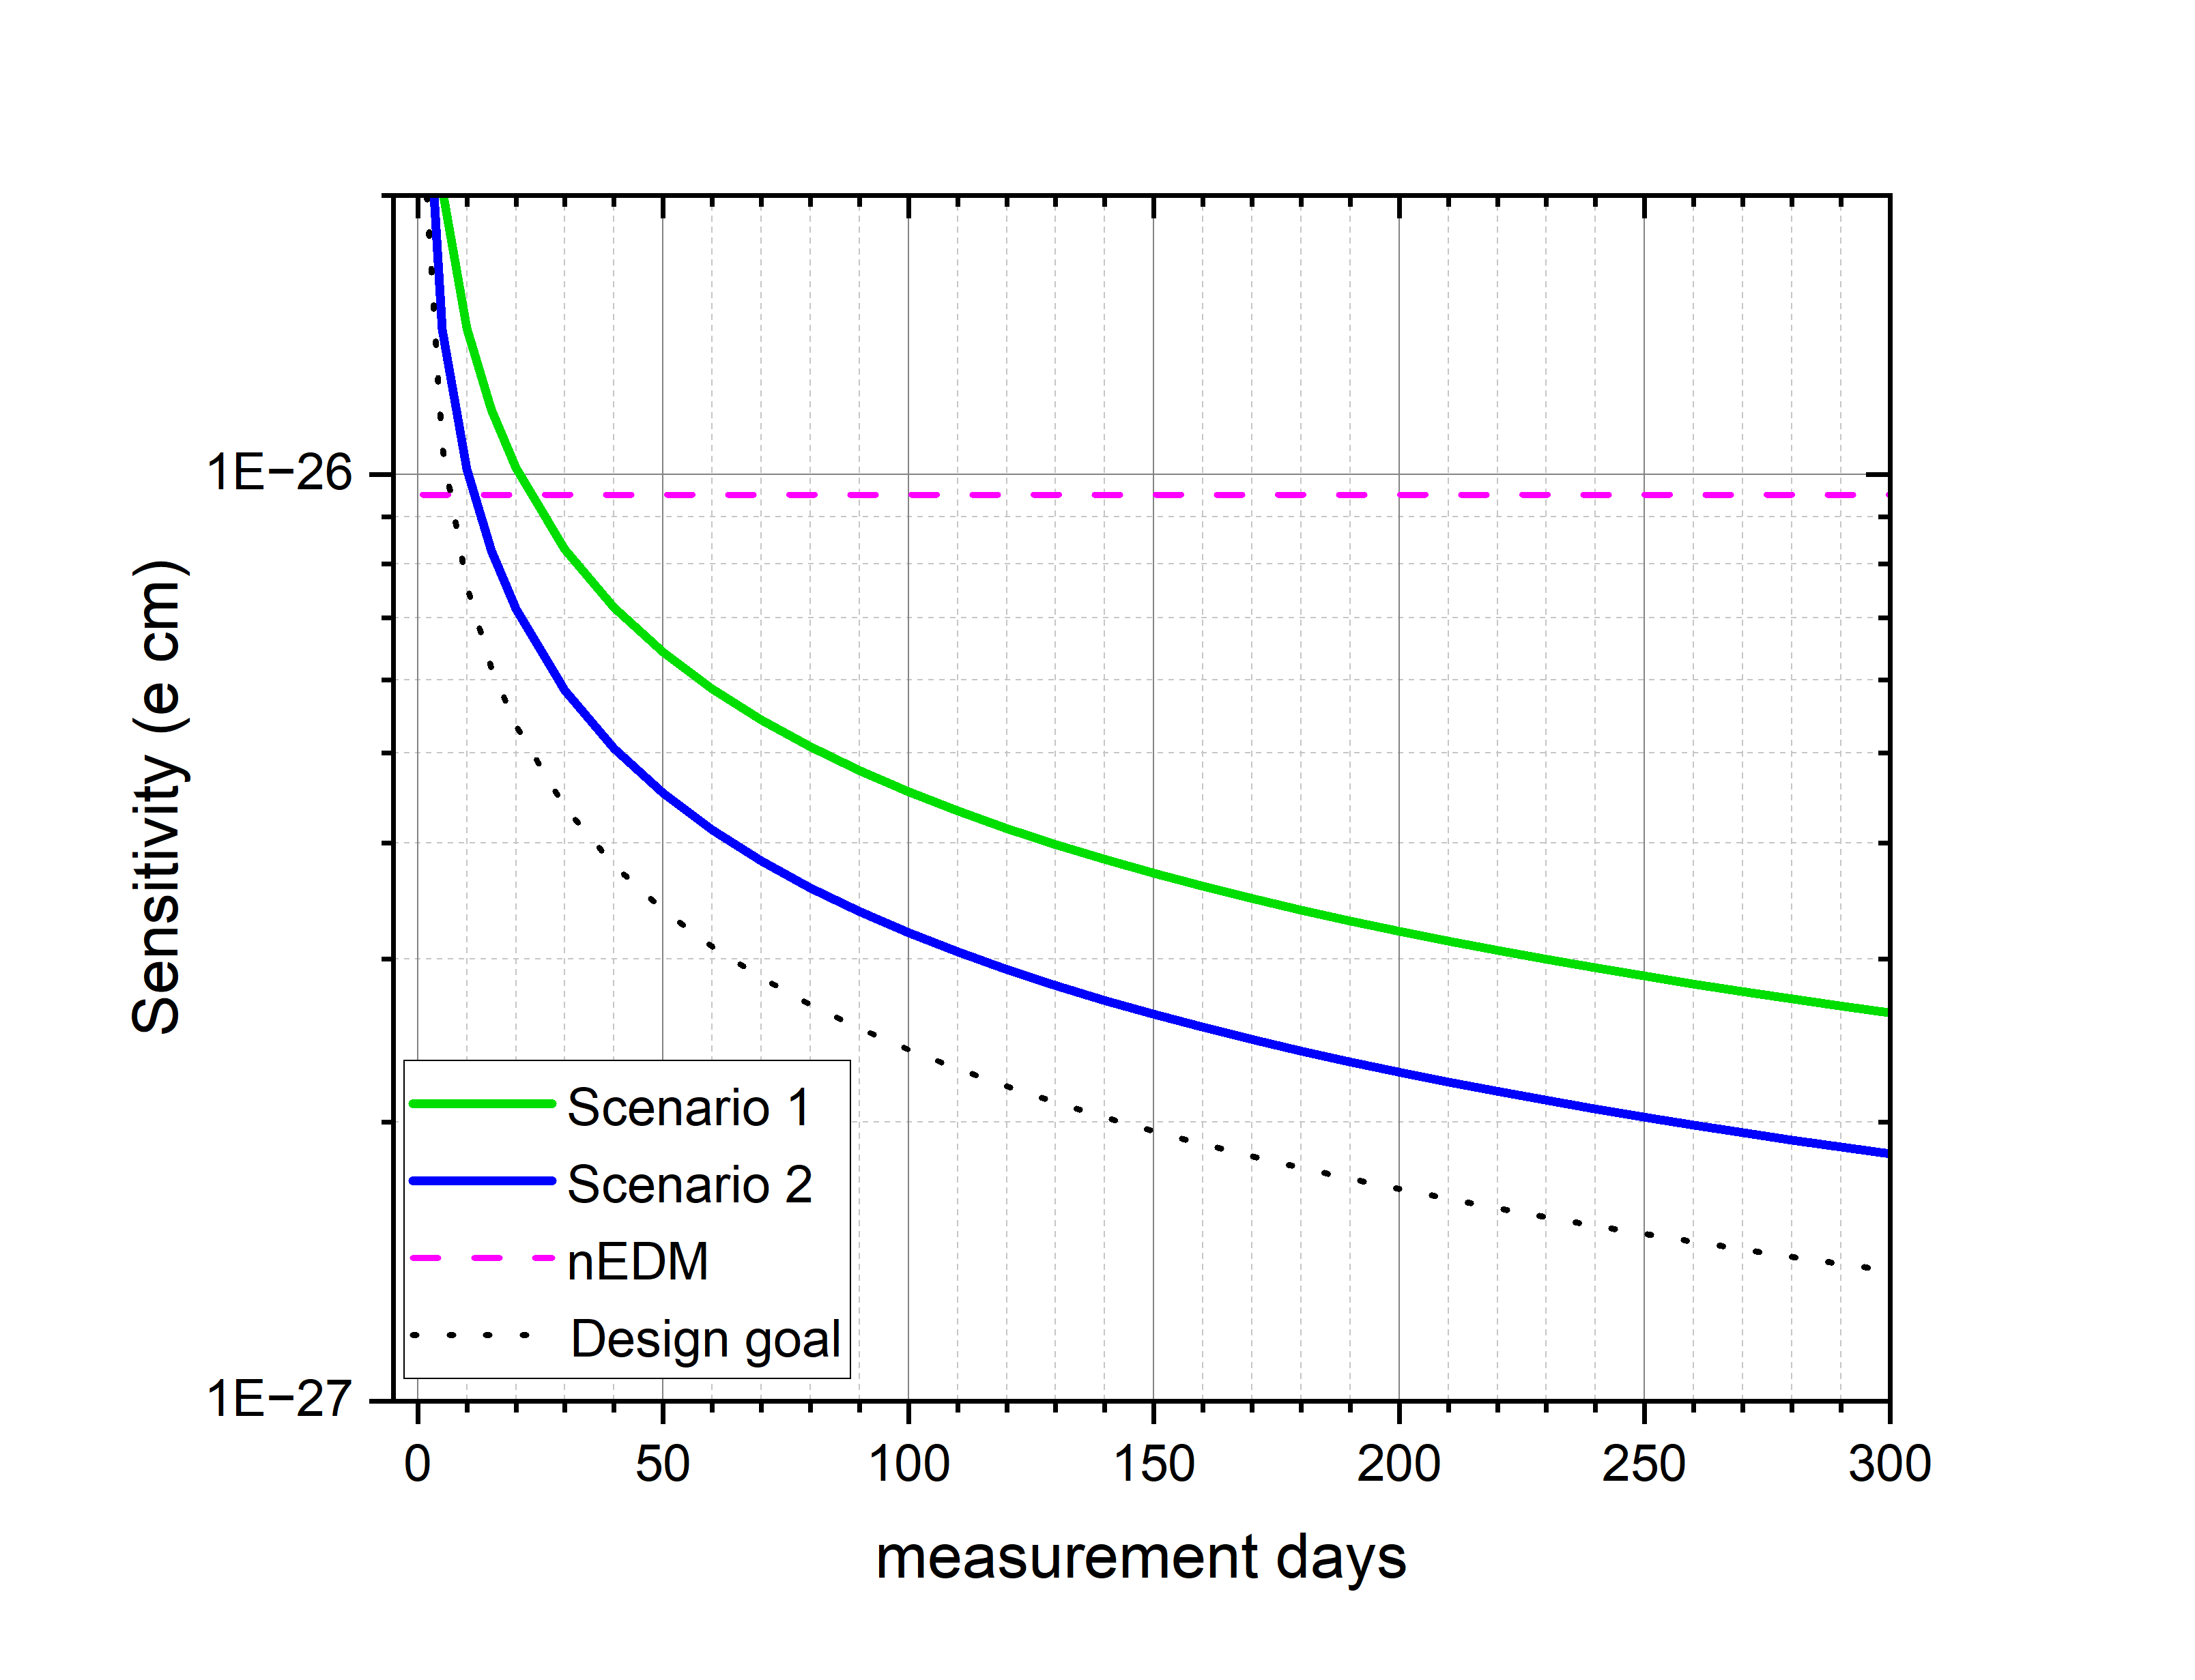 Sensitivity (e cm)
1E−26
1E−27
Scenario 1
Scenario 2
nEDM
Design goal
0 50 100 150 200 250 300
measurement days